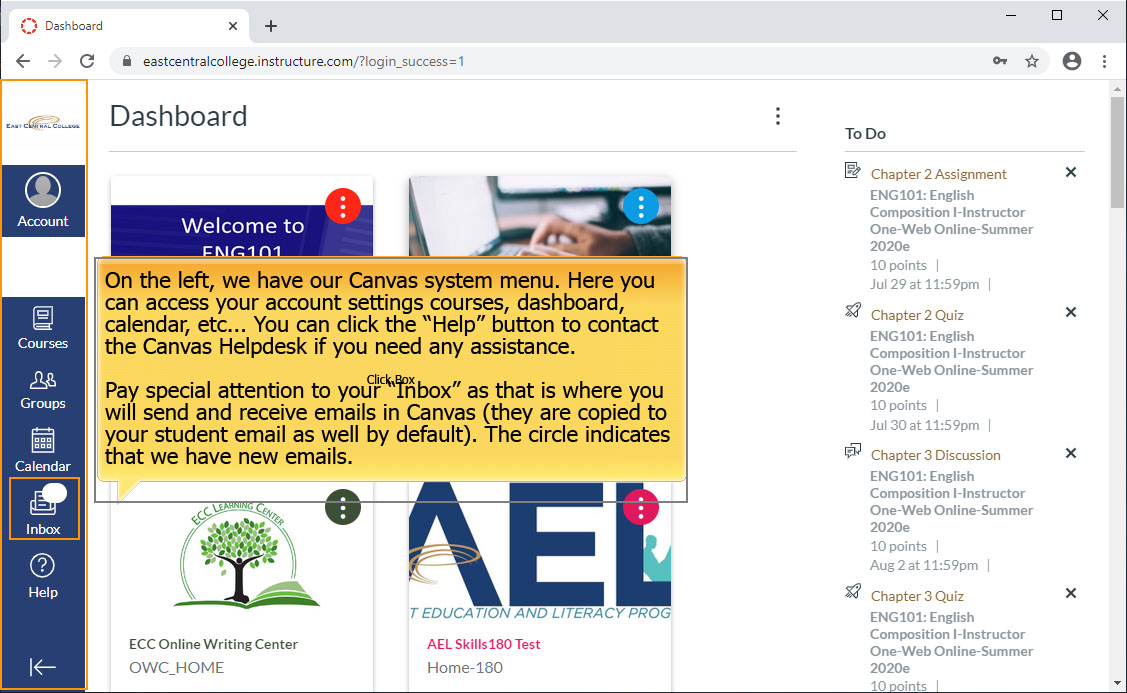 Dashboard
eastcentralcollege.instructure.com/?login_success=1
EAST CENTRAL COLLEGE
Account
Courses
Groups
Calendar
Inbox
Help
Dashboard
Welcome to
ENG101
On the left, we have our Canvas system menu. Here you
can access your account settings courses, dashboard,
calendar, etc... You can click the “Help” button to contact
the Canvas Helpdesk if you need any assistance.
Click Box
Pay special attention to your “Inbox” as that is where you
will send and receive emails in Canvas (they are copied to
your student email as well by default). The circle indicates
that we have new emails.
ECC LEARNING CENTER
ECC Online Writing Center
OWC_HOME
AEL
T EDUCATION AND LITERACY PROG
AEL Skills180 Test
Home-180
To Do
Chapter 2 Assignment
ENG101: English
Composition I-Instructor
One-Web Online-Summer
2020e
10 points |
Jul 29 at 11:59pm |
Chapter 2 Quiz
ENG101: English
Composition I-Instructor
One-Web Online-Summer
2020e
10 points |
Jul 30 at 11:59pm |
Chapter 3 Discussion
ENG101: English
Composition I-Instructor
One-Web Online-Summer
2020e
10 points |
Aug 2 at 11:59pm |
Chapter 3 Quiz
ENG101: English
Composition I-Instructor
One-Web Online-Summer
2020e
10 points |